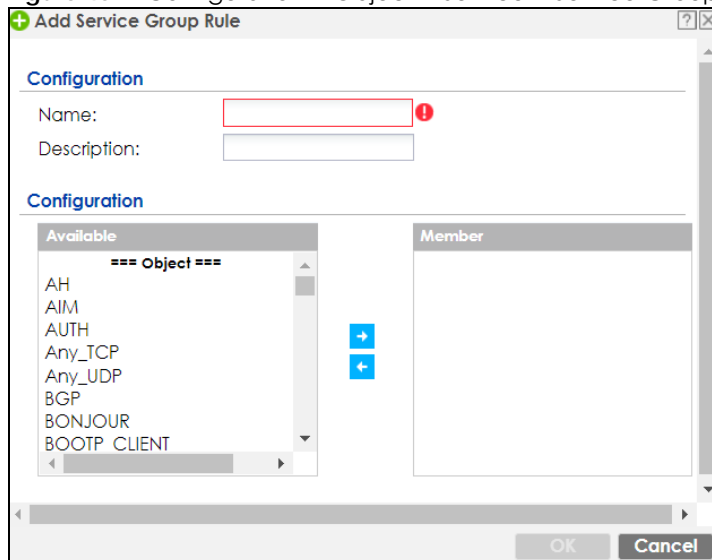 Add Service Group Rule
Configuration
Name:
Description:
Configuration
Available
Member
=== Object ===
AH
AIM
AUTH
Any_TCP
Any_UDP
BGP
BONJOUR
BOOTP_CLIENT
OK
Cancel